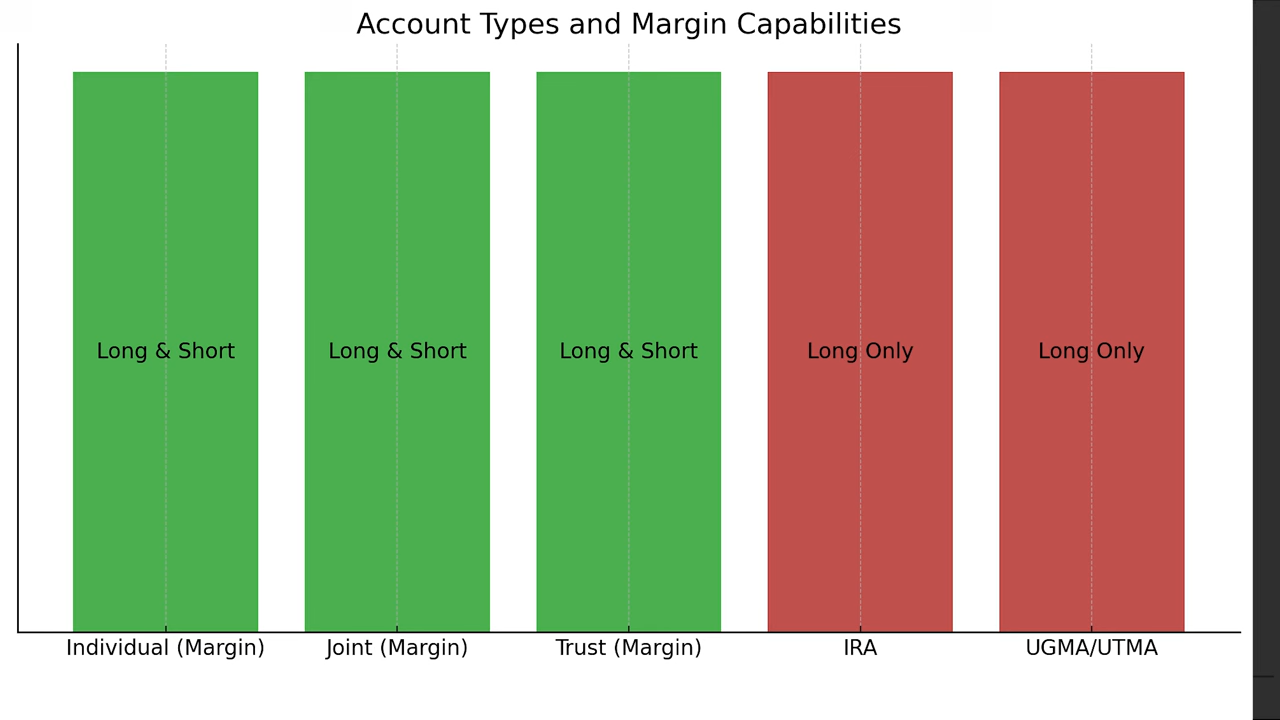 Account Types and Margin Capabilities
Long & Short
Long & Short
Long & Short
Long Only
Long Only
Individual (Margin)
Joint (Margin)
Trust (Margin)
IRA
UGMA/UTMA